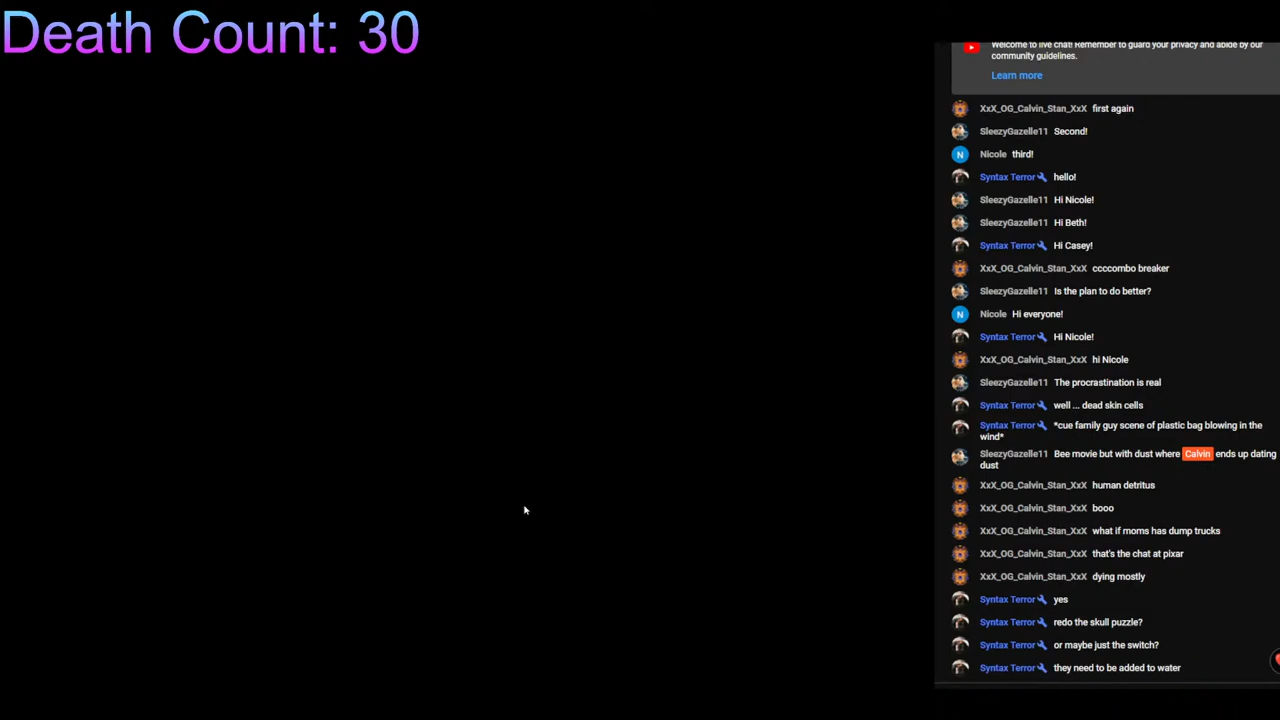 Death Count: 30
Welcome to live chat! Remember to guard your privacy and abide by our
community guidelines.
Learn more
XxX_OG_Calvin_Stan_XxX first again
SleezyGazelle11 Second!
N Nicole third!
Syntax Terror hello!
SleezyGazelle11 Hi Nicole!
SleezyGazelle11 Hi Beth!
Syntax Terror Hi Casey!
XxX_OG_Calvin_Stan_XxX ccccombo breaker
SleezyGazelle11 Is the plan to do better?
N Nicole Hi everyone!
Syntax Terror Hi Nicole!
XxX_OG_Calvin_Stan_XxX hi Nicole
SleezyGazelle11 The procrastination is real
Syntax Terror well ... dead skin cells
Syntax Terror *cue family guy scene of plastic bag blowing in the
wind*
SleezyGazelle11 Bee movie but with dust where Calvin ends up dating
dust
XxX_OG_Calvin_Stan_XxX human detritus
XxX_OG_Calvin_Stan_XxX booo
XxX_OG_Calvin_Stan_XxX what if moms has dump trucks
XxX_OG_Calvin_Stan_XxX that's the chat at pixar
XxX_OG_Calvin_Stan_XxX dying mostly
Syntax Terror yes
Syntax Terror redo the skull puzzle?
Syntax Terror or maybe just the switch?
Syntax Terror they need to be added to water